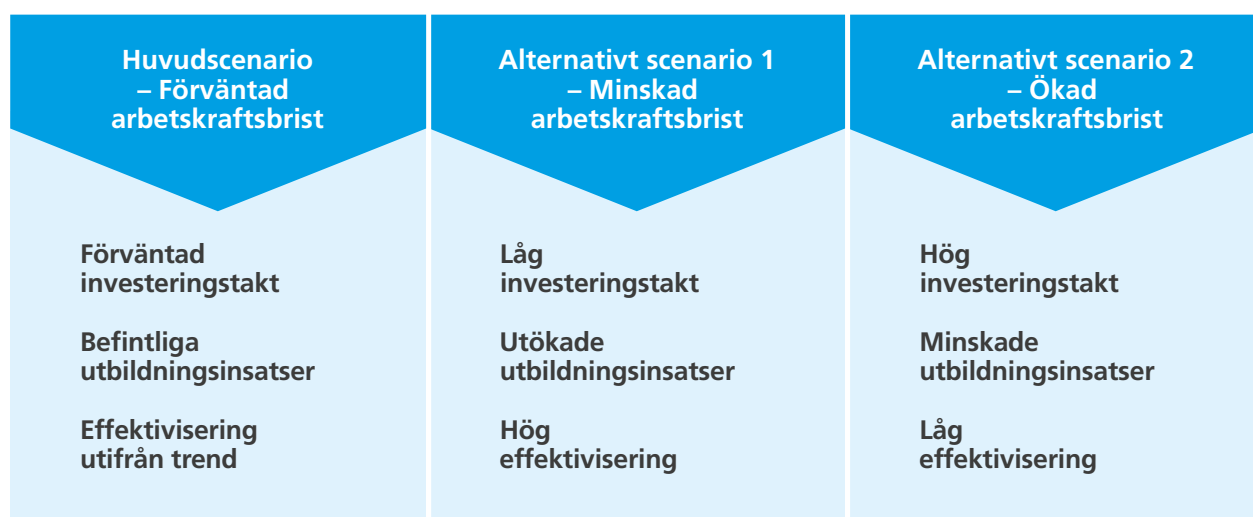 Huvudscenario
– Förväntad
arbetskraftsbrist
Förväntad
investeringstakt
Befintliga
utbildningsinsatser
Effektivisering
utifrån trend
Alternativt scenario 1
– Minskad
arbetskraftsbrist
Låg
investeringstakt
Utökade
utbildningsinsatser
Hög
effektivisering
Alternativt scenario 2
– Ökad
arbetskraftsbrist
Hög
investeringstakt
Minskade
utbildningsinsatser
Låg
effektivisering